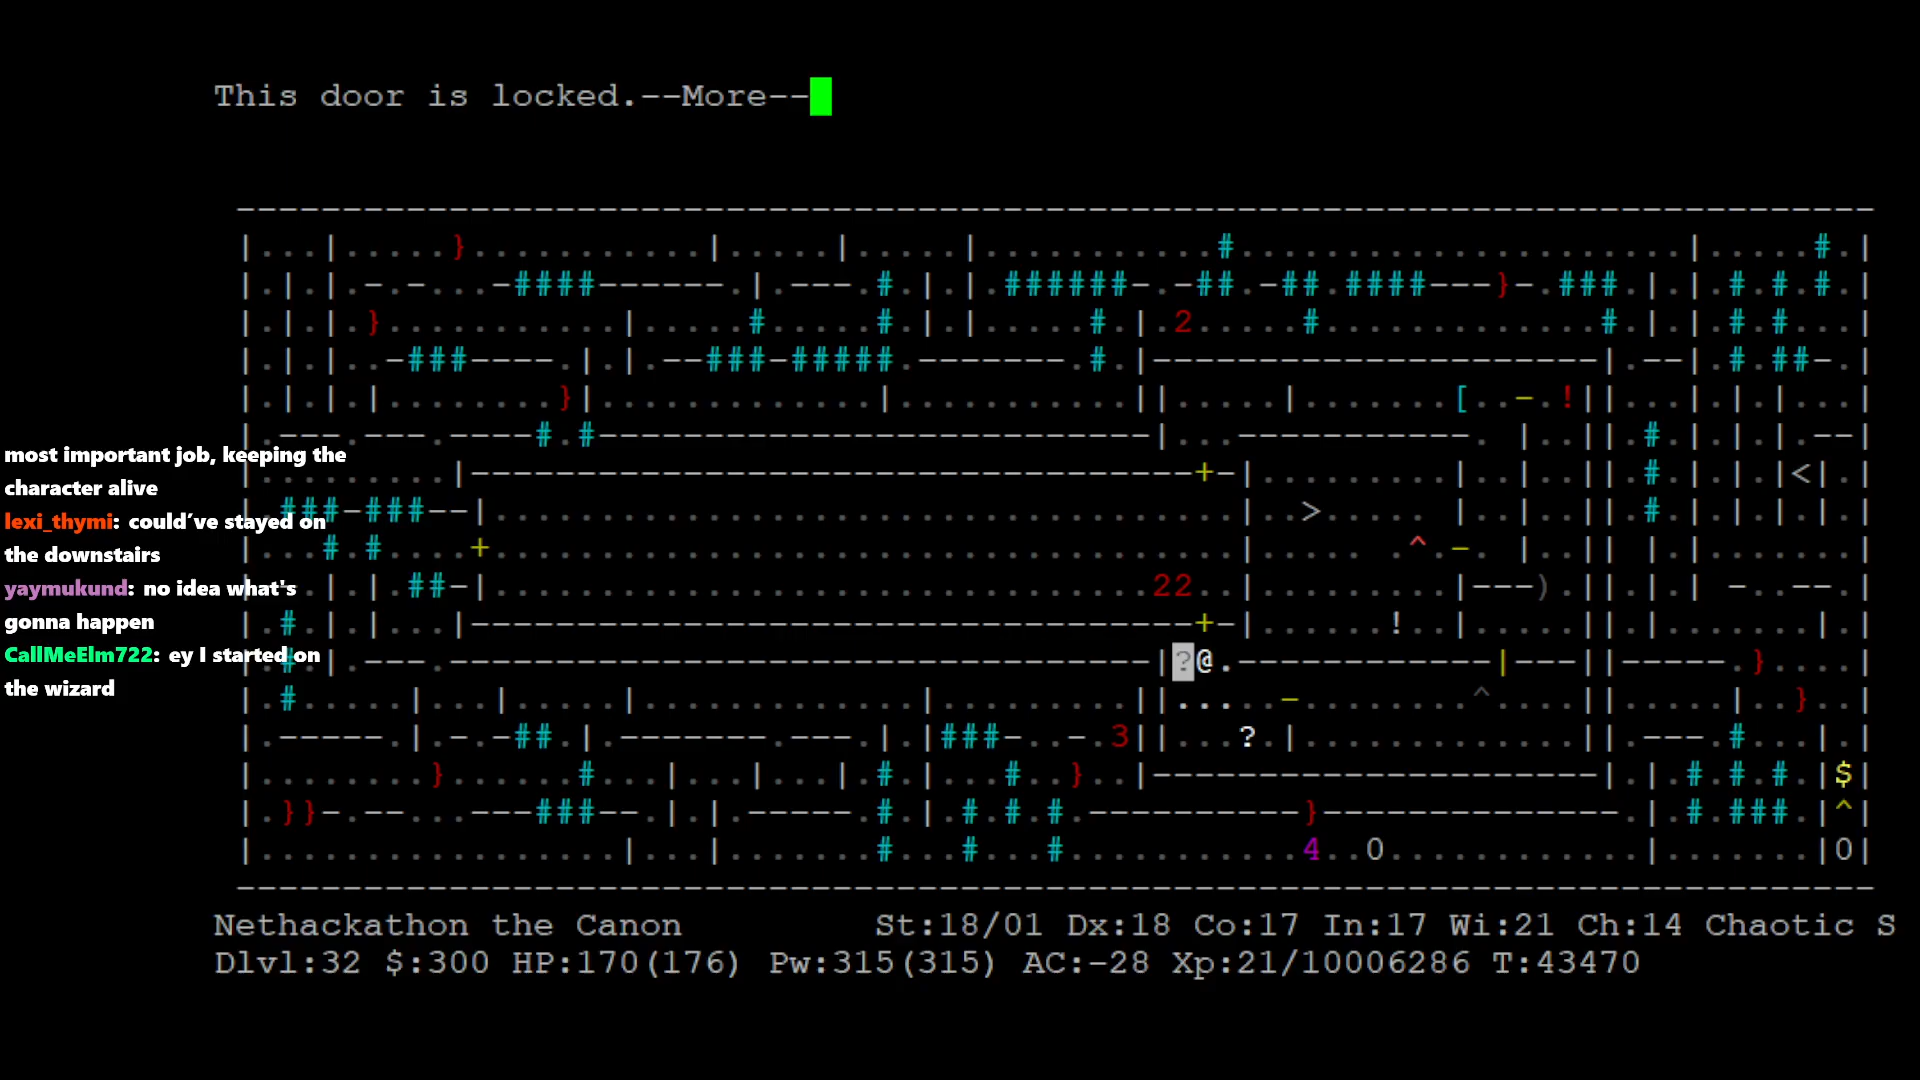 This door is locked.--More--
most important job, keeping the
character alive
lexi_thymi: could've stayed on
the downstairs
yaymukund: no idea what's
gonna happen
CallMeElm722: ey I started on
the wizard
Nethackathon the Canon St:18/01 Dx:18 Co:17 In:17 Wi:21 Ch:14 Chaotic S
Dlvl:32 $:300 HP:170(176) Pw:315(315) AC:-28 Xp:21/10006286 T:43470